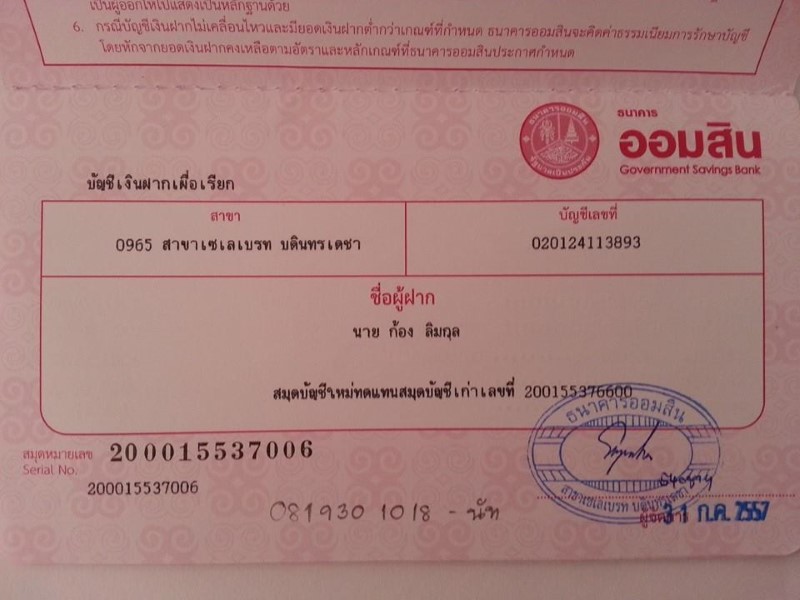 เป็นผู้ออกให้ไปแสดงเป็นหลักฐานด้วย
6. กรณีบัญชีเงินฝากไม่เคลื่อนไหวและมียอดเงินฝากต่ำกว่าเกณฑ์ที่กำหนด ธนาคารออมสินจะคิดค่าธรรมเนียมการรักษาบัญชี
โดยหักจากยอดเงินฝากคงเหลือตามอัตราและหลักเกณฑ์ที่ธนาคารออมสินประกาศกำหนด
ธนาคารออมสิน
ธนาคาร
ออมสิน
Government Savings Bank
บัญชีเงินฝากเผื่อเรียก
สาขา
บัญชีเลขที่
0965 สาขาเซเลเบรท บดินทรเดชา
020124113893
ชื่อผู้ฝาก
นาย ก้อง ลิมกุล
สมุดบัญชีใหม่ทดแทนสมุดบัญชีเก่าเลขที่ 200155376600
ธนาคารออมสิน
สมุดหมายเลข 200015537006
Serial No.
200015537006
สาขาเซเลเบรท บดินทรเดชา
081930 1018 - นัท
31 ก.ค. 2557